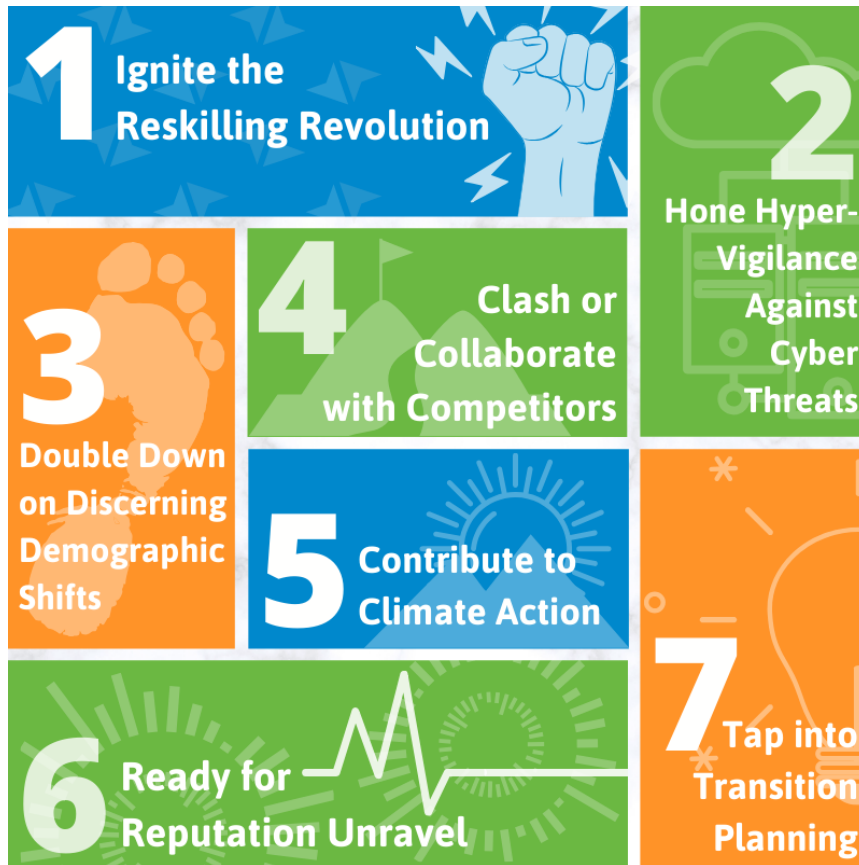 1
Ignite the
Reskilling Revolution
2
Hone Hyper-
Vigilance
Against
Cyber
Threats
3
Double Down
on Discerning
Demographic
Shifts
4
Clash or
Collaborate
with Competitors
5
Contribute to
Climate Action
6
Ready for
Reputation Unravel
7
Tap into
Transition
Planning